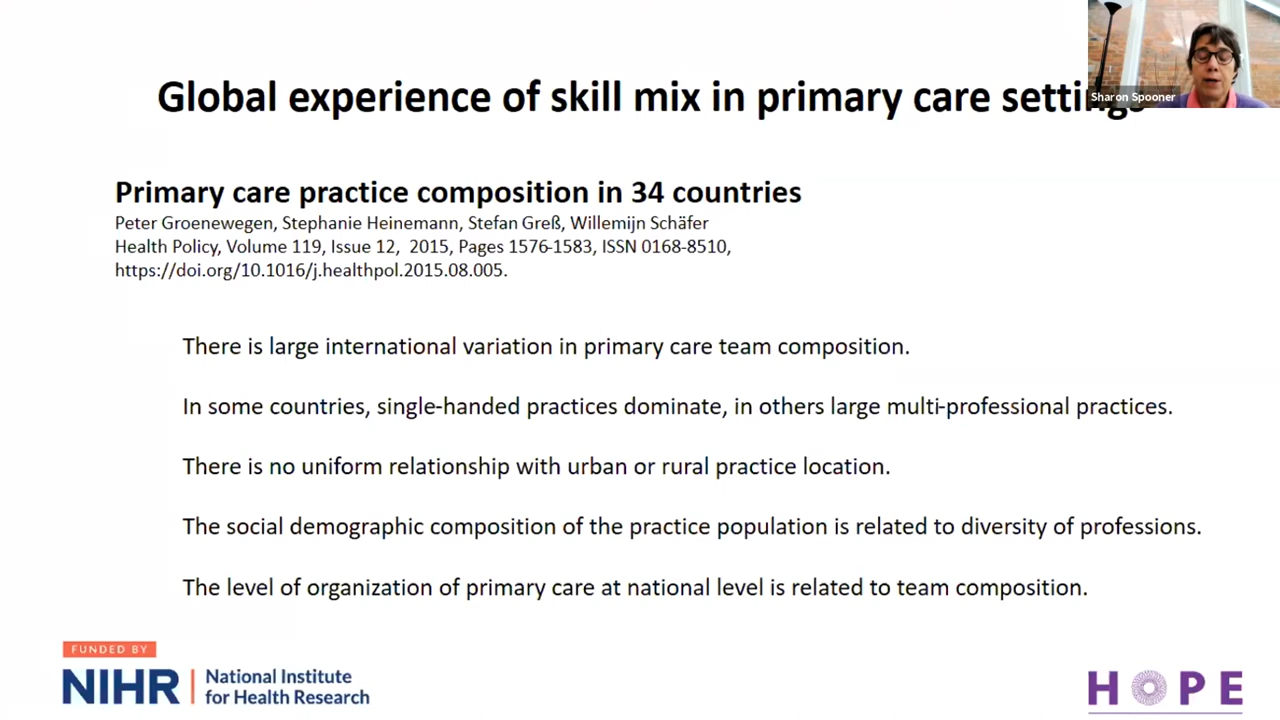 Global experience of skill mix in primary care settings
Sharon Spooner
Primary care practice composition in 34 countries
Peter Groenewegen, Stephanie Heinemann, Stefan Greß, Willemijn Schäfer
Health Policy, Volume 119, Issue 12, 2015, Pages 1576-1583, ISSN 0168-8510,
https://doi.org/10.1016/j.healthpol.2015.08.005.
There is large international variation in primary care team composition.
In some countries, single-handed practices dominate, in others large multi-professional practices.
There is no uniform relationship with urban or rural practice location.
The social demographic composition of the practice population is related to diversity of professions.
The level of organization of primary care at national level is related to team composition.
FUNDED BY
NIHR | National Institute
for Health Research
HOPE